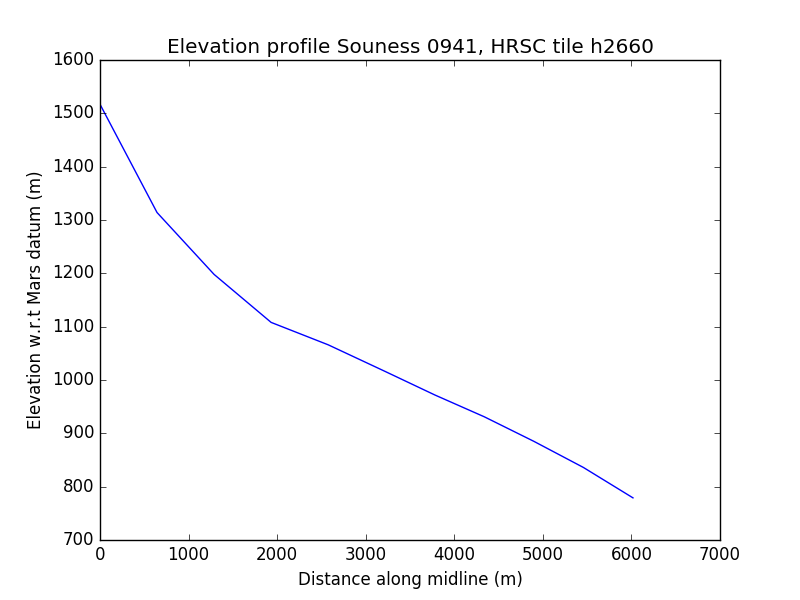 Elevation profile Souness 0941, HRSC tile h2660
1600
1500
1400
1300
1200
1100
1000
900
800
700
Elevation w.r.t Mars datum (m)
0 1000 2000 3000 4000 5000 6000 7000
Distance along midline (m)